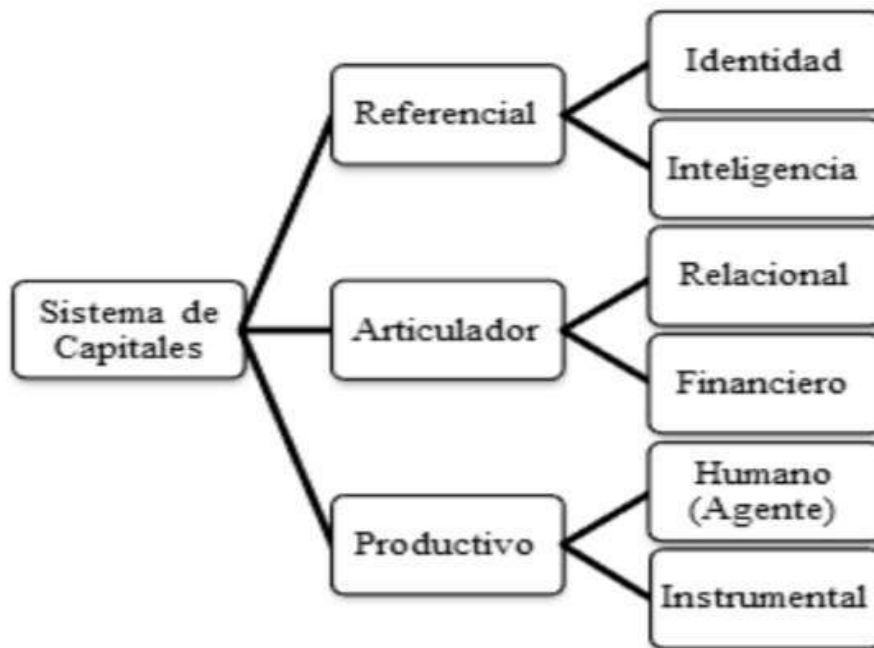 Sistema de
Capitales
Referencial
Identidad
Inteligencia
Articulador
Relacional
Financiero
Productivo
Humano
(Agente)
Instrumental